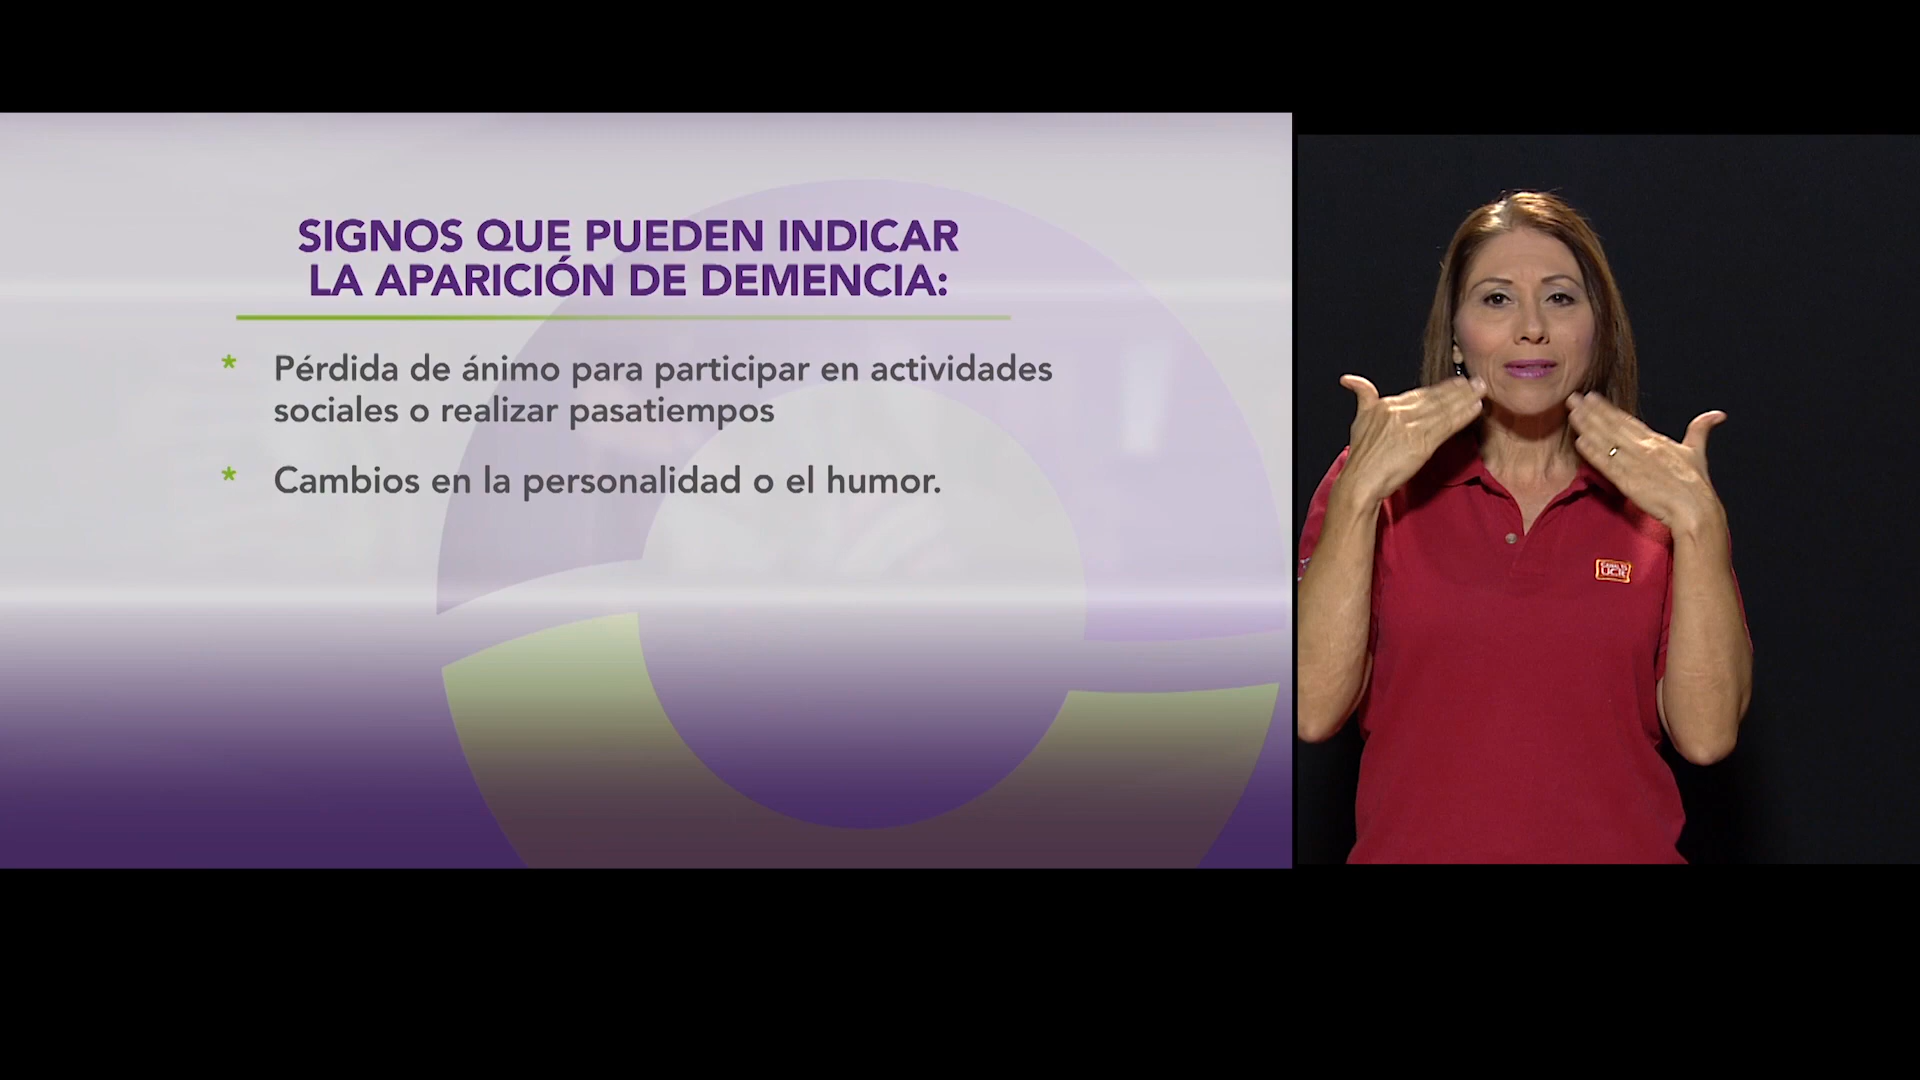 SIGNOS QUE PUEDEN INDICAR
LA APARICIÓN DE DEMENCIA:
* Pérdida de ánimo para participar en actividades
sociales o realizar pasatiempos
* Cambios en la personalidad o el humor.
UCR